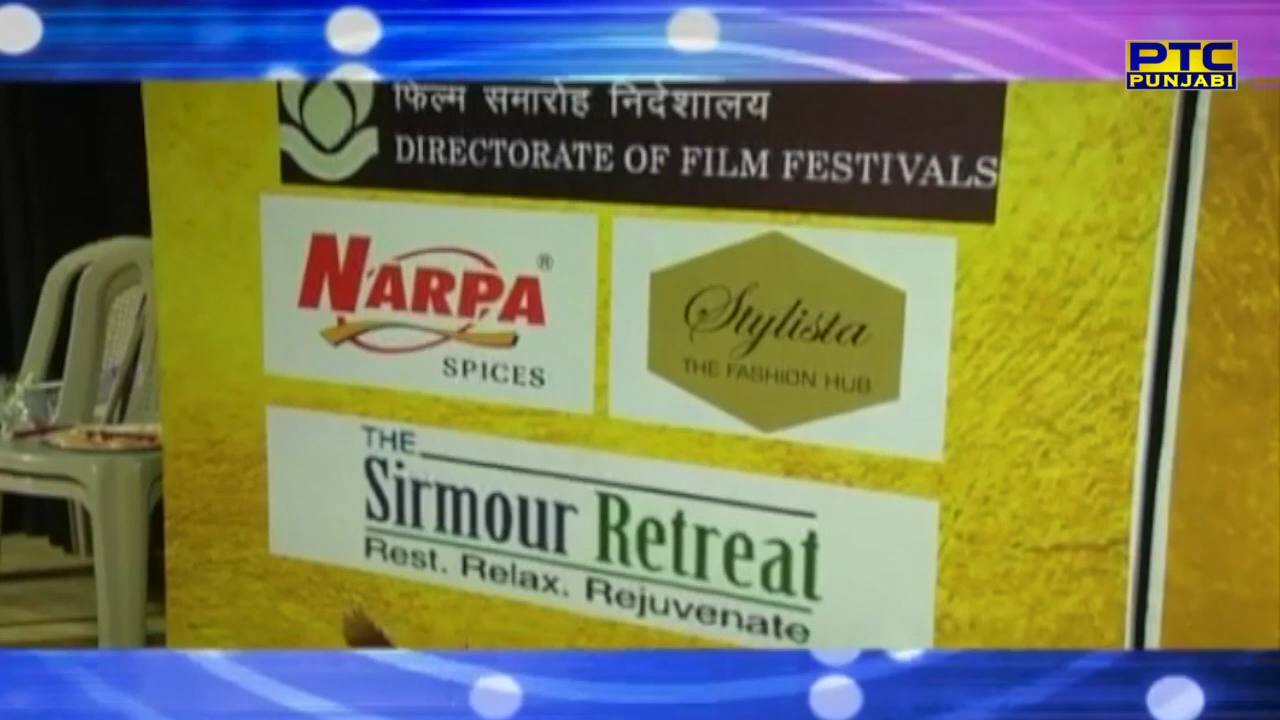 PTC
PUNJABI
फिल्म समारोह निदेशालय
DIRECTORATE OF FILM FESTIVALS
NARPA ®
SPICES
Stylista
THE FASHION HUB
THE
Sirmour Retreat
Rest. Relax. Rejuvenate